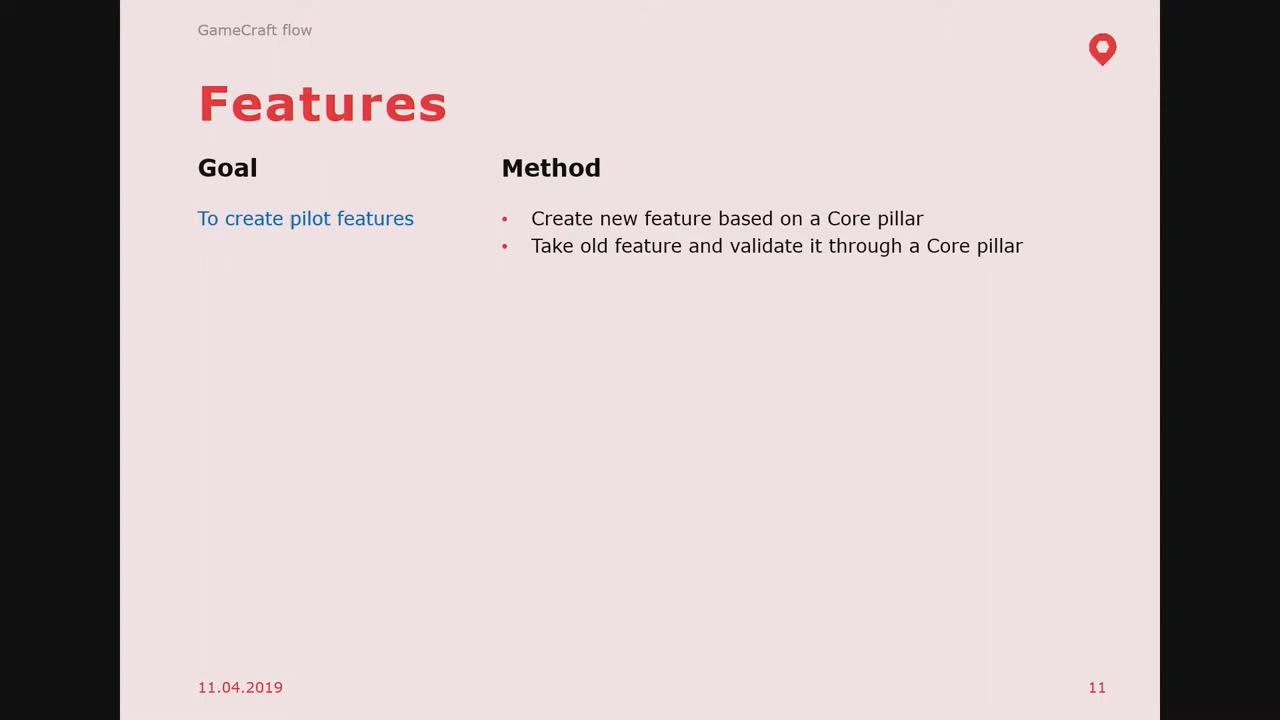 GameCraft flow
Features
Goal
To create pilot features
Method
• Create new feature based on a Core pillar
• Take old feature and validate it through a Core pillar
11.04.2019
11